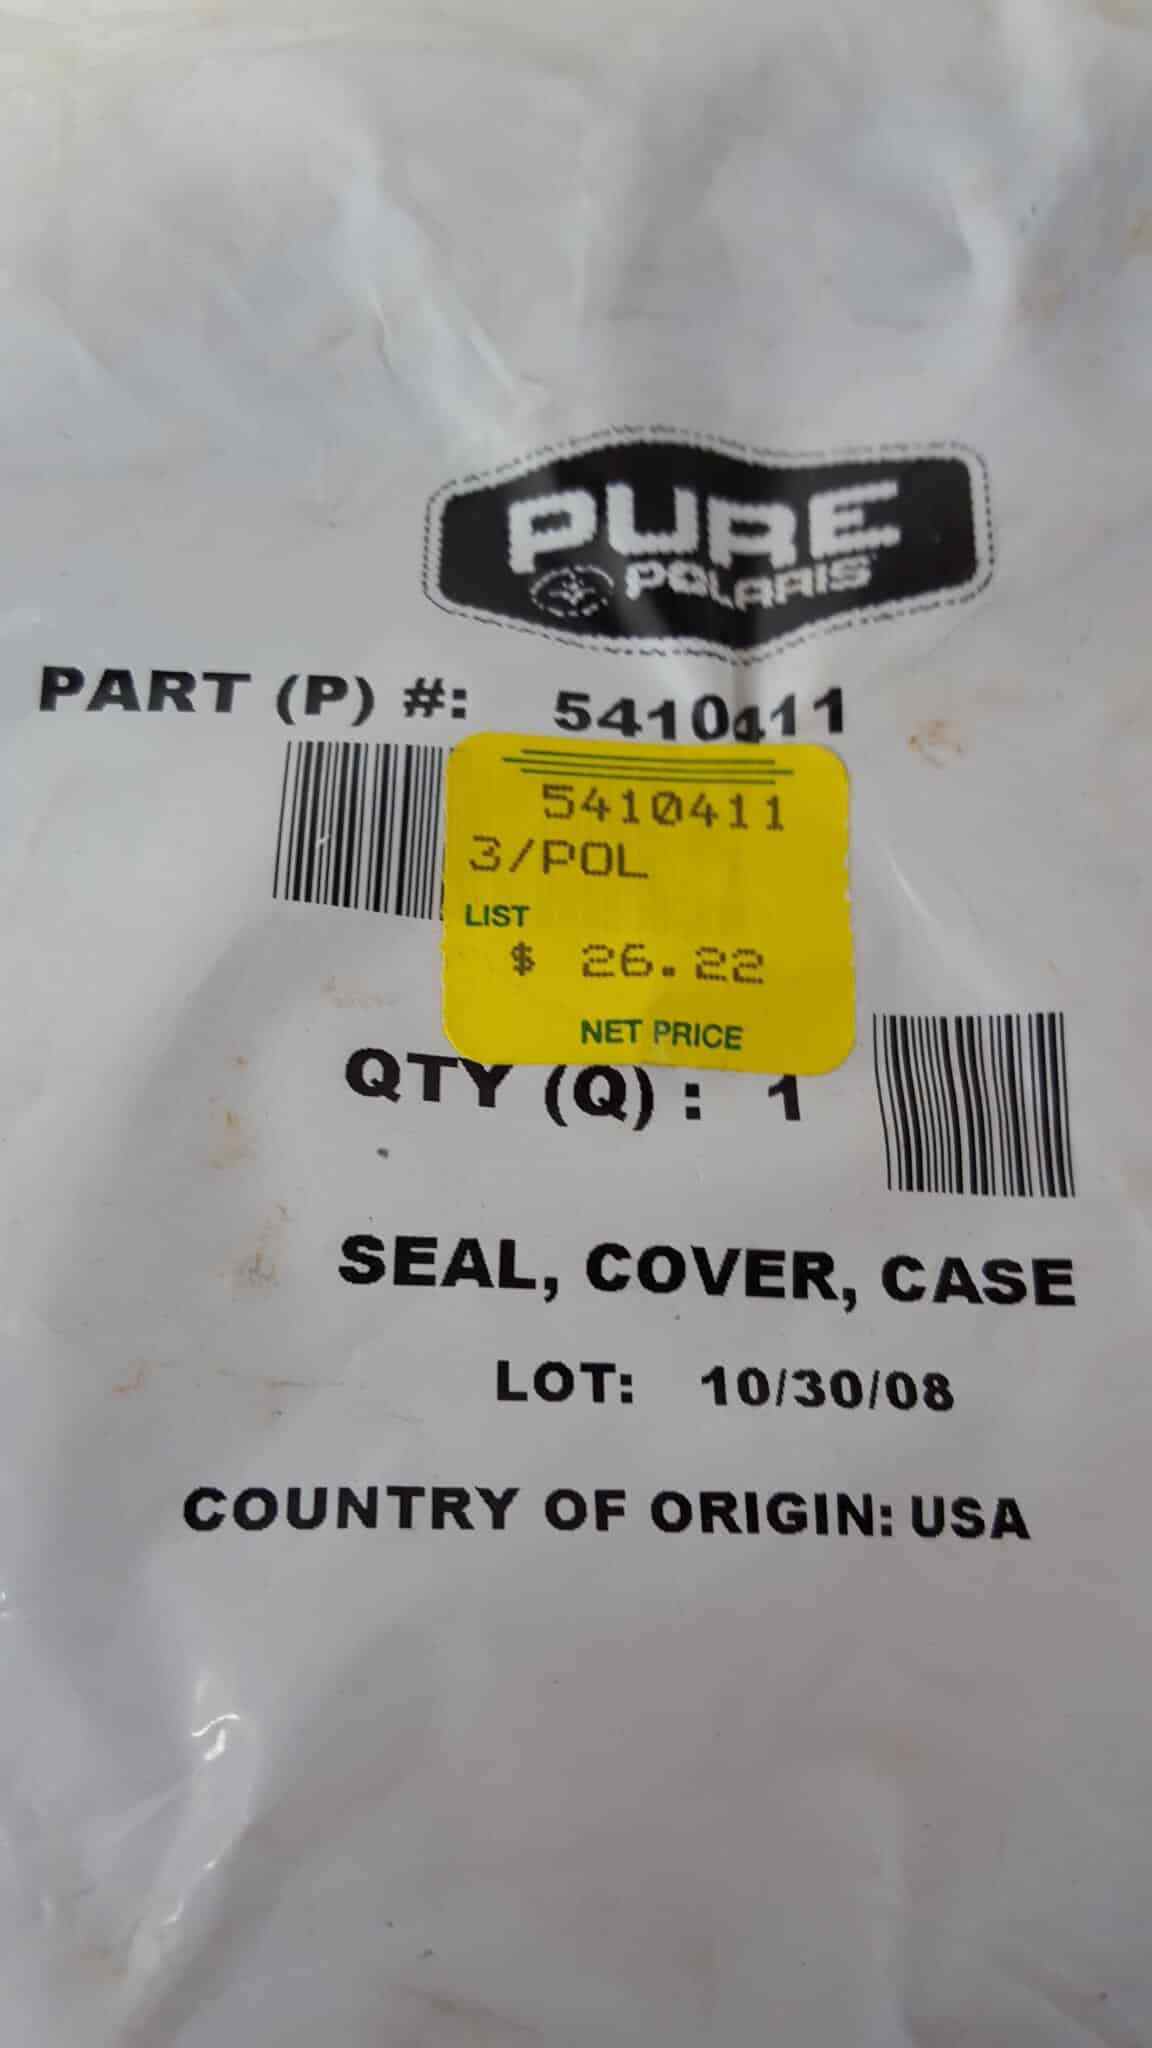 PURE
POLARIS
PART (P) #: 5410411
5410411
3/POL
LIST
$ 26.22
NET PRICE
QTY (Q) : 1
SEAL, COVER, CASE
LOT: 10/30/08
COUNTRY OF ORIGIN: USA